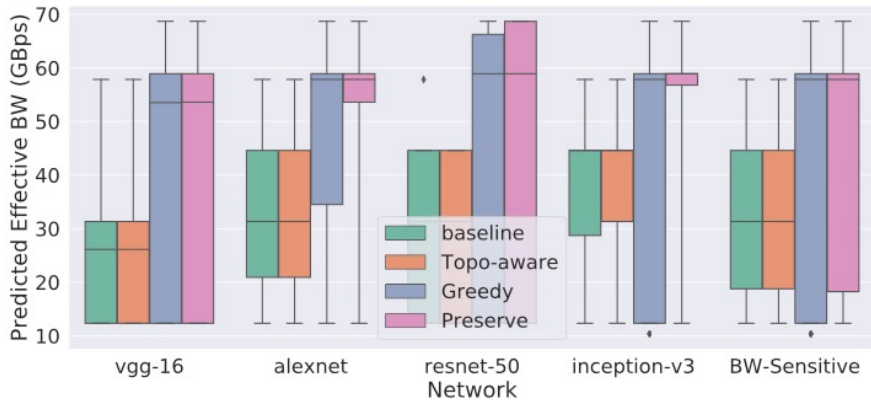 Predicted Effective BW (GBps)
70
60
50
40
30
20
10
baseline
Topo-aware
Greedy
Preserve
vgg-16 alexnet resnet-50 inception-v3 BW-Sensitive
Network